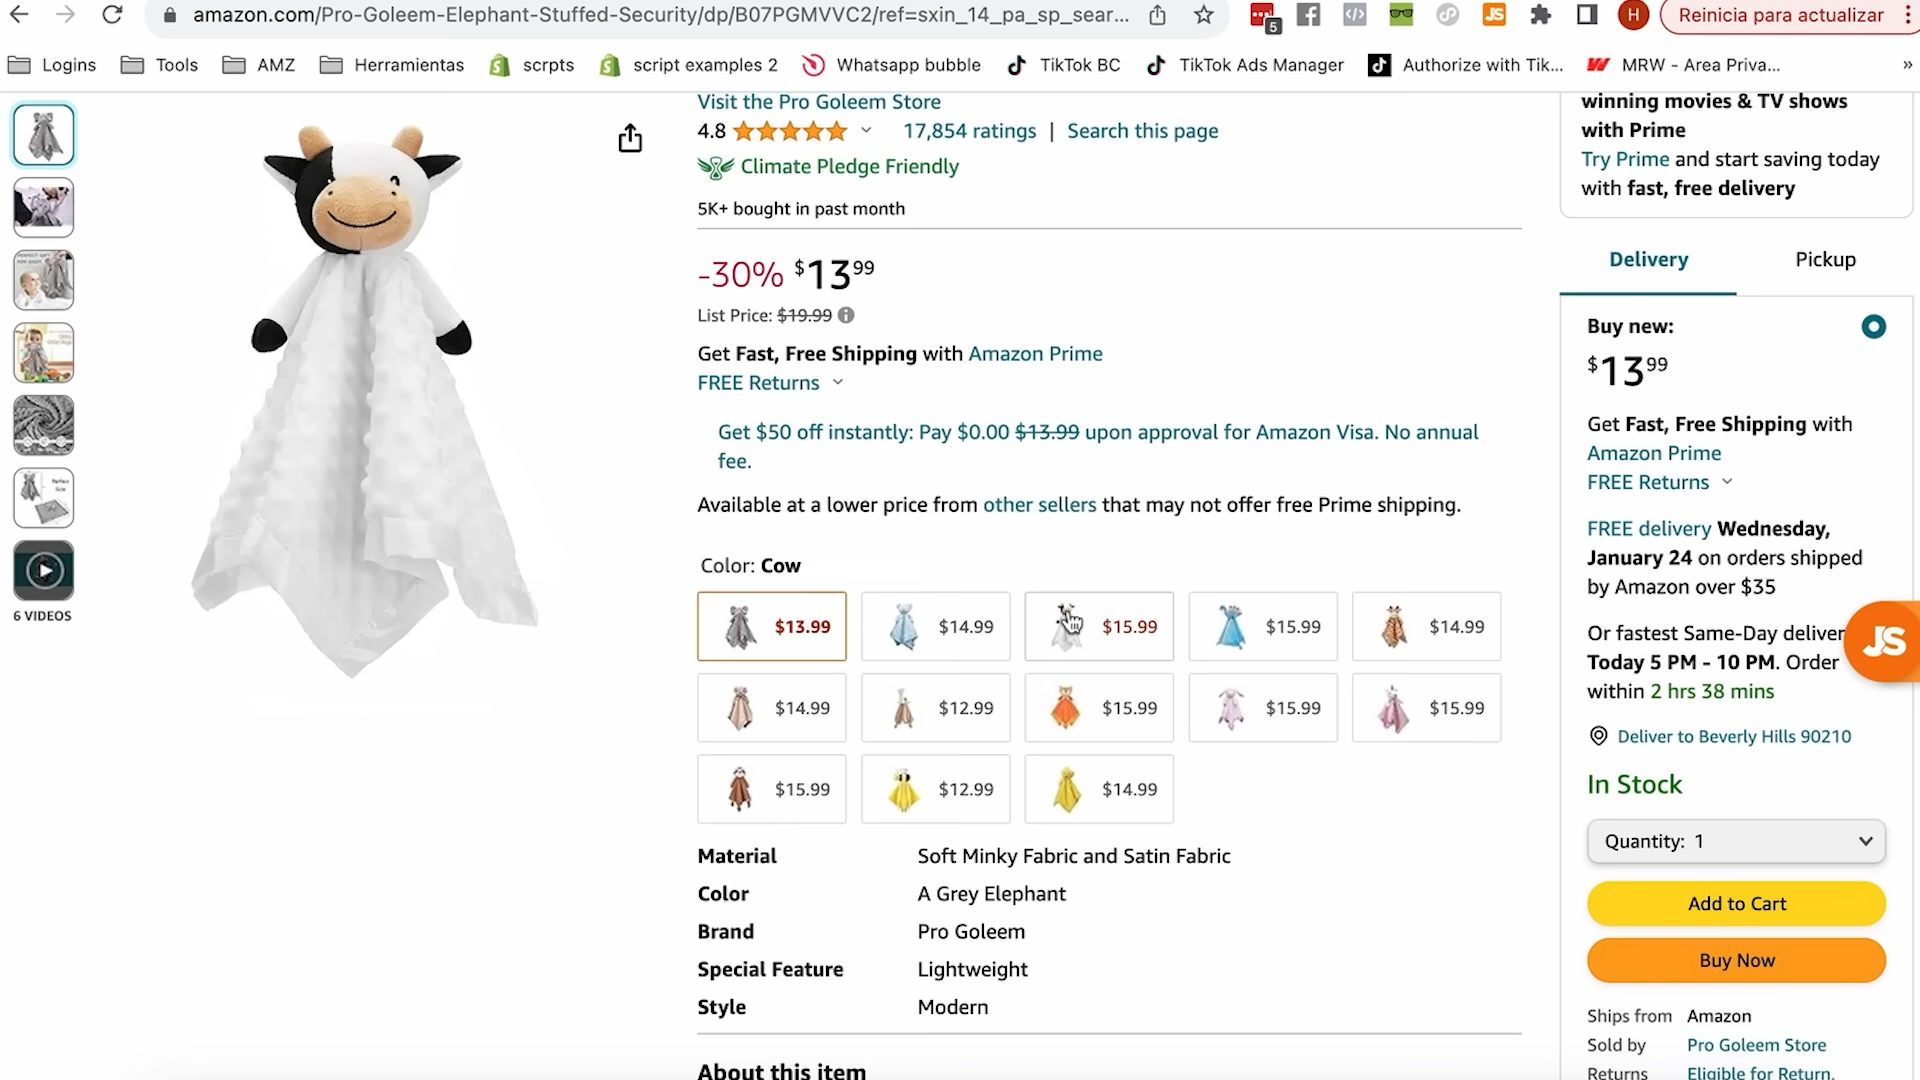 amazon.com/Pro-Goleem-Elephant-Stuffed-Security/dp/B07PGMVVC2/ref=sxin_14_pa_sp_sear...
5
JS
H
Reinicia para actualizar
Logins
Tools
AMZ
Herramientas
scrpts
script examples 2
Whatsapp bubble
TikTok BC
TikTok Ads Manager
Authorize with Tik...
MRW - Area Priva...
»
6 VIDEOS
Visit the Pro Goleem Store
4.8
17,854 ratings | Search this page
Climate Pledge Friendly
5K+ bought in past month
-30% $13 99
List Price: $19.99
Get Fast, Free Shipping with Amazon Prime
FREE Returns
Get $50 off instantly: Pay $0.00 $13.99 upon approval for Amazon Visa. No annual
fee.
Available at a lower price from other sellers that may not offer free Prime shipping.
Color: Cow
$13.99 $14.99 $15.99 $15.99 $14.99
$14.99 $12.99 $15.99 $15.99 $15.99
$15.99 $12.99 $14.99
Material Soft Minky Fabric and Satin Fabric
Color A Grey Elephant
Brand Pro Goleem
Special Feature Lightweight
Style Modern
About this item
winning movies & TV shows
with Prime
Try Prime and start saving today
with fast, free delivery
Delivery Pickup
Buy new:
$13 99
Get Fast, Free Shipping with
Amazon Prime
FREE Returns
FREE delivery Wednesday,
January 24 on orders shipped
by Amazon over $35
Or fastest Same-Day deliver
Today 5 PM - 10 PM. Order
within 2 hrs 38 mins
JS
Deliver to Beverly Hills 90210
In Stock
Quantity: 1
Add to Cart
Buy Now
Ships from Amazon
Sold by Pro Goleem Store
Returns Eligible for Return,